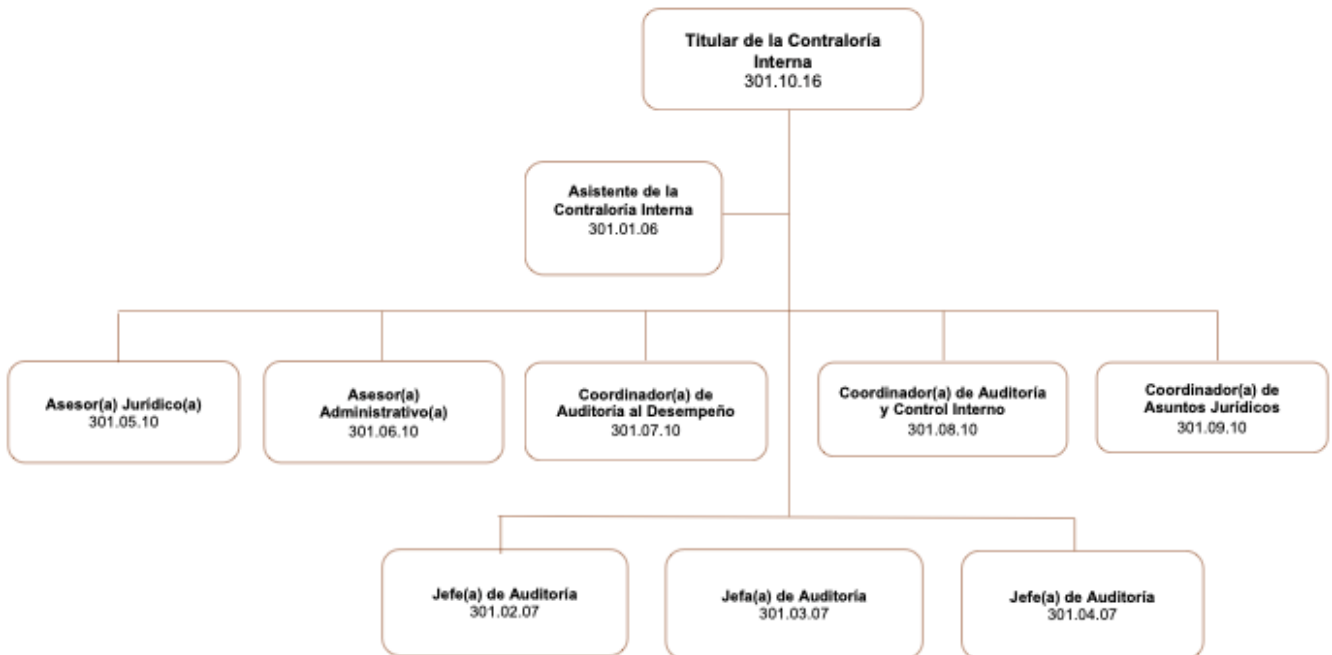 Titular de la Contraloría
Interna
301.10.16
Asistente de la
Contraloría Interna
301.01.06
Asesor(a) Jurídico(a)
301.05.10
Asesor(a)
Administrativo(a)
301.06.10
Coordinador(a) de
Auditoría al Desempeño
301.07.10
Coordinador(a) de Auditoría
y Control Interno
301.08.10
Coordinador(a) de
Asuntos Jurídicos
301.09.10
Jefe(a) de Auditoría
301.02.07
Jefa(a) de Auditoría
301.03.07
Jefe(a) de Auditoría
301.04.07